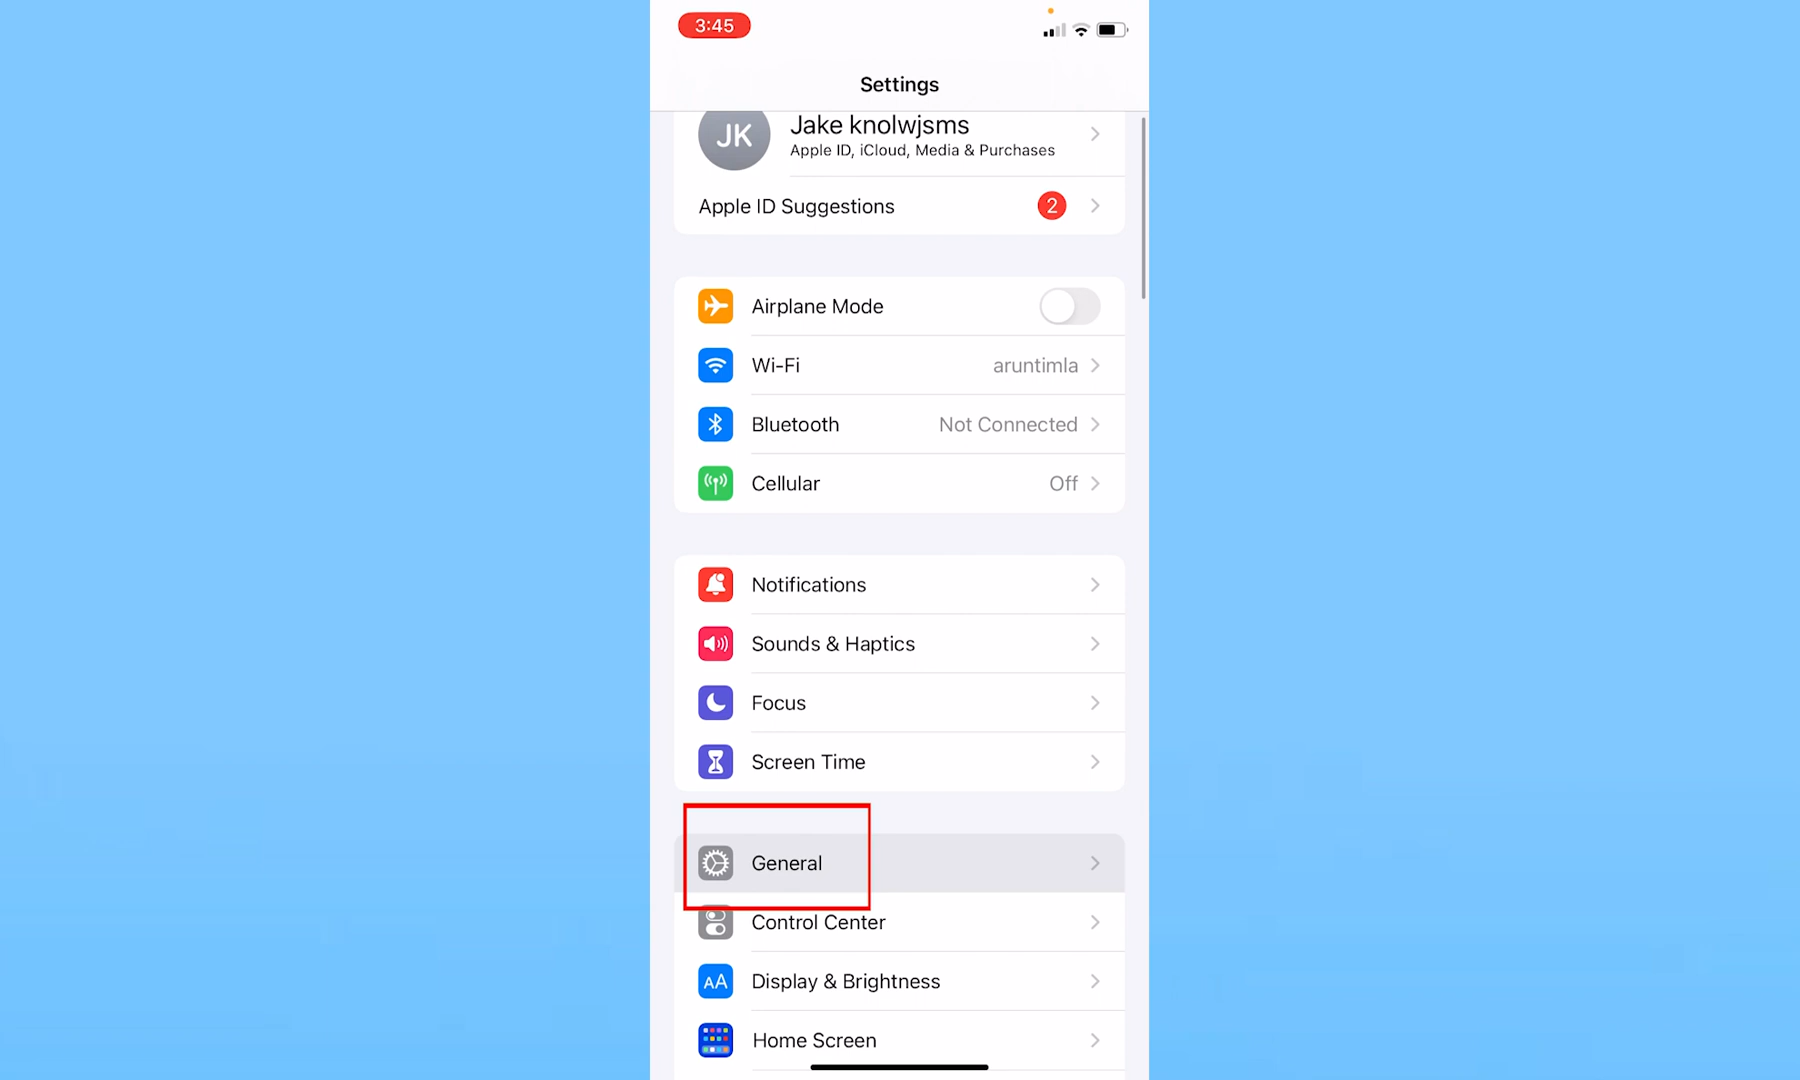 3:45
Settings
JK
Jake knolwjsms
Apple ID, iCloud, Media & Purchases
Apple ID Suggestions 2
Airplane Mode
Wi-Fi aruntimla
Bluetooth Not Connected
Cellular Off
Notifications
Sounds & Haptics
Focus
Screen Time
General
Control Center
AA Display & Brightness
Home Screen